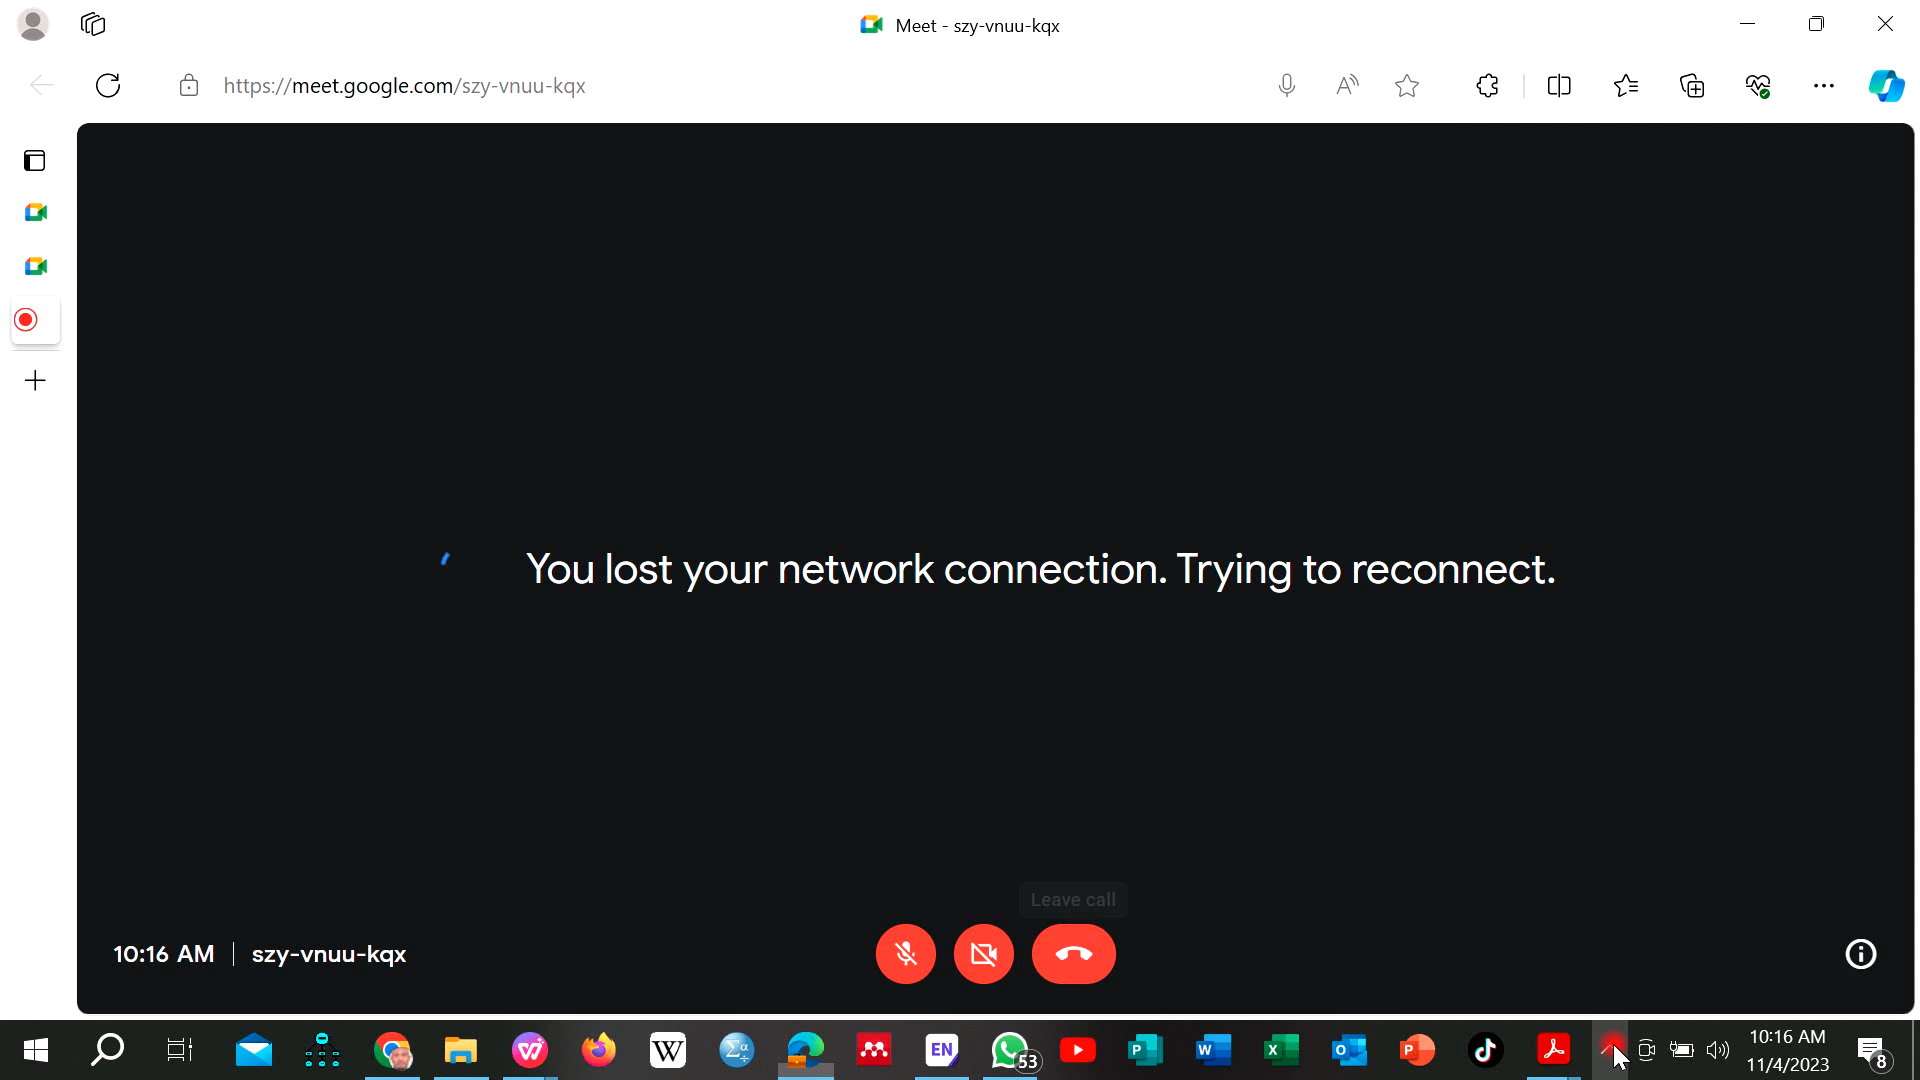 Meet - szy-vnuu-kqx
https://meet.google.com/szy-vnuu-kqx
You lost your network connection. Trying to reconnect.
Leave call
10:16 AM | szy-vnuu-kqx
W
Σα
EN
53
P
W
X
O
P
10:16 AM
11/4/2023
8